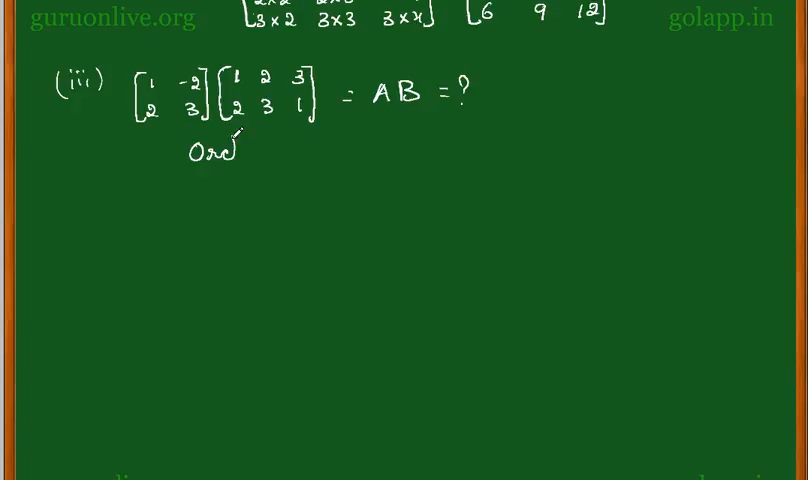 guruonlive.org golapp.in
3×2 3×3 3×4 6 9 12
(iii) [1 -2 [1 2 3 = AB = ?
2 3] 2 3 1]
Ord